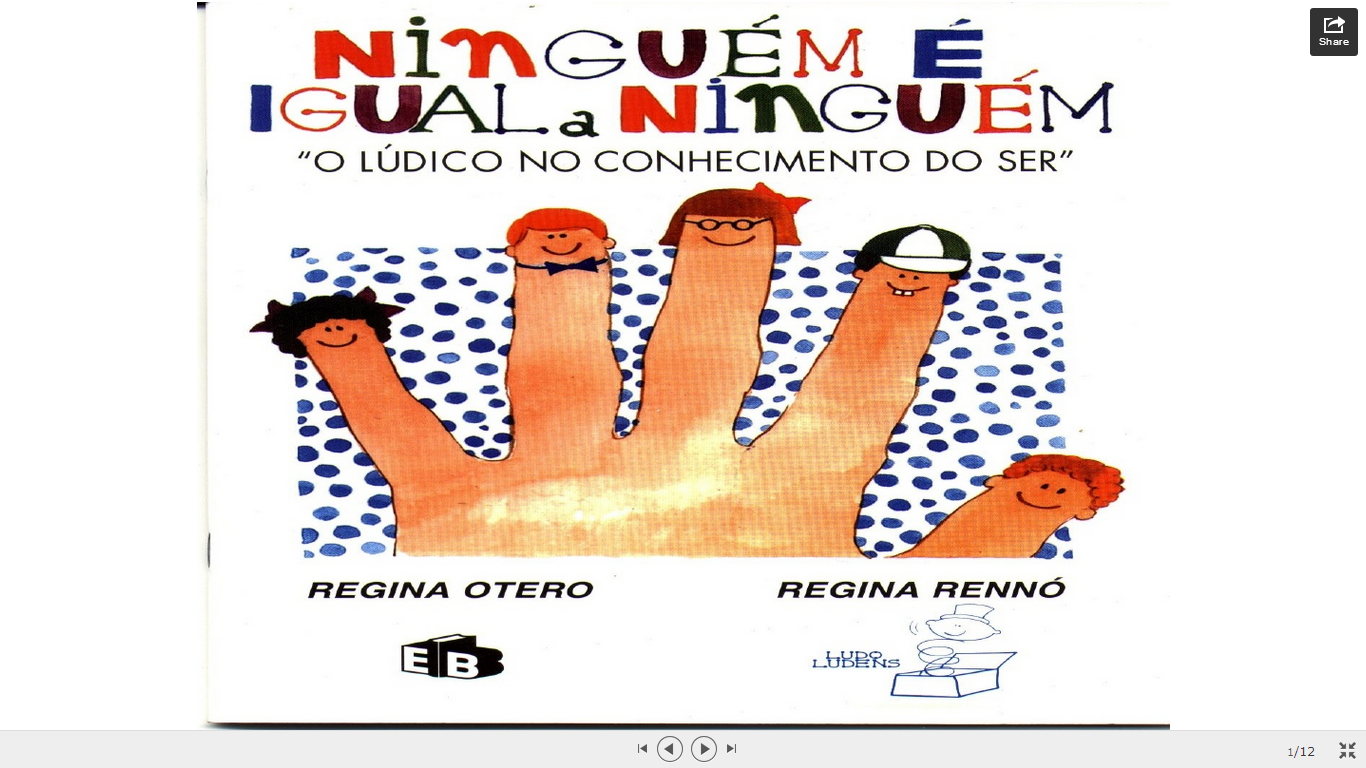 NINGUÉM É
IGUAL a NINGUÉM
"O LÚDICO NO CONHECIMENTO DO SER"
REGINA OTERO
REGINA RENNÓ
EB
LUDO
LUDENS
Share
1/12